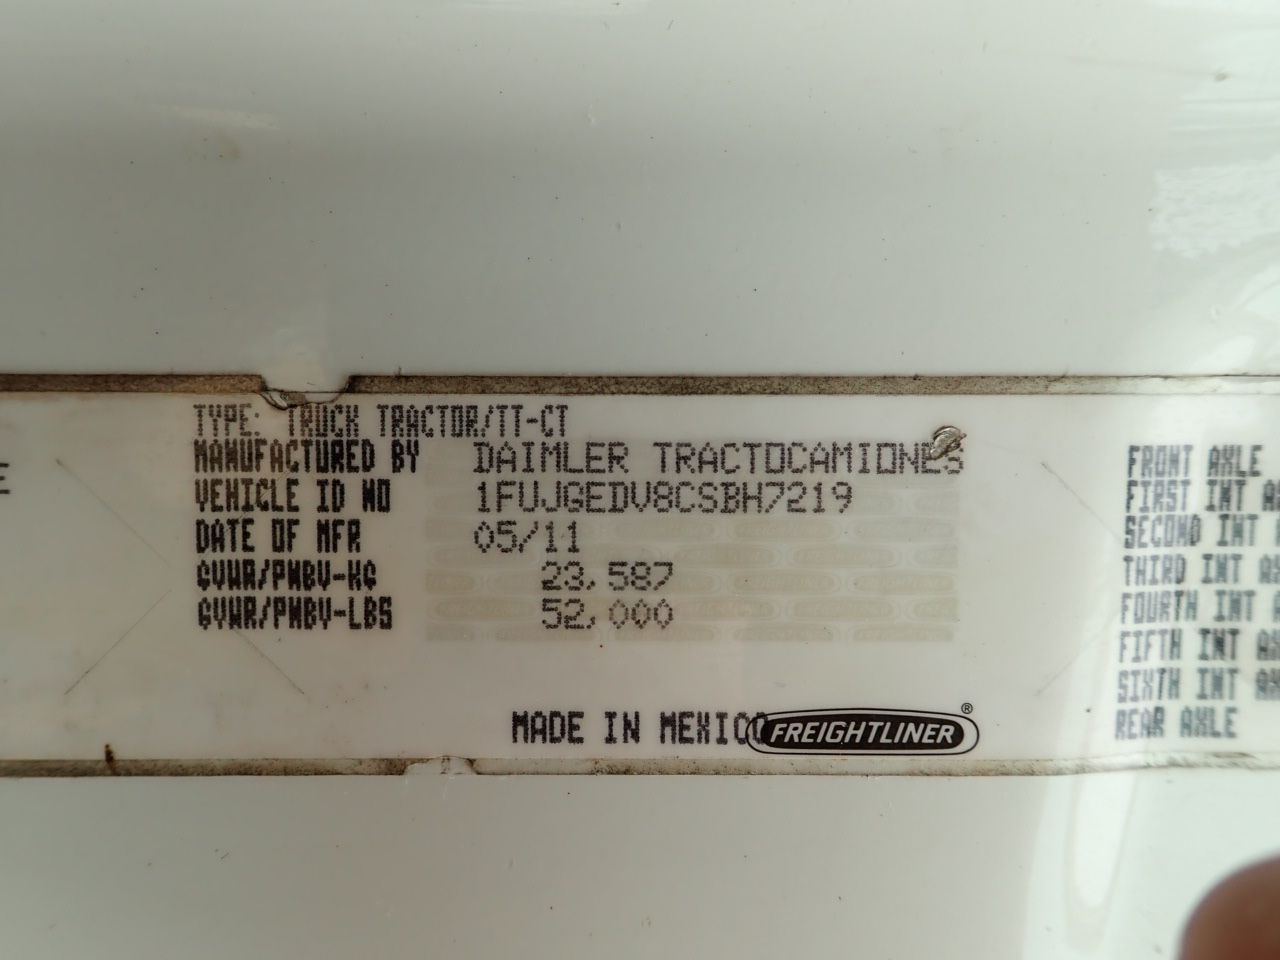 TYPE: TRUCK TRACTOR/TT-CT
MANUFACTURED BY DAIMLER TRACTOCAMIONES
VEHICLE ID NO 1FUJGEDV8CSBH7219
DATE OF MFR 05/11
GVWR/PNBV-KG 23,587
GVWR/PNBV-LBS 52,000
MADE IN MEXICO FREIGHTLINER®
FRONT AXLE
FIRST INT
SECOND INT
THIRD INT
FOURTH INT
FIFTH INT
SIXTH INT
REAR AXLE